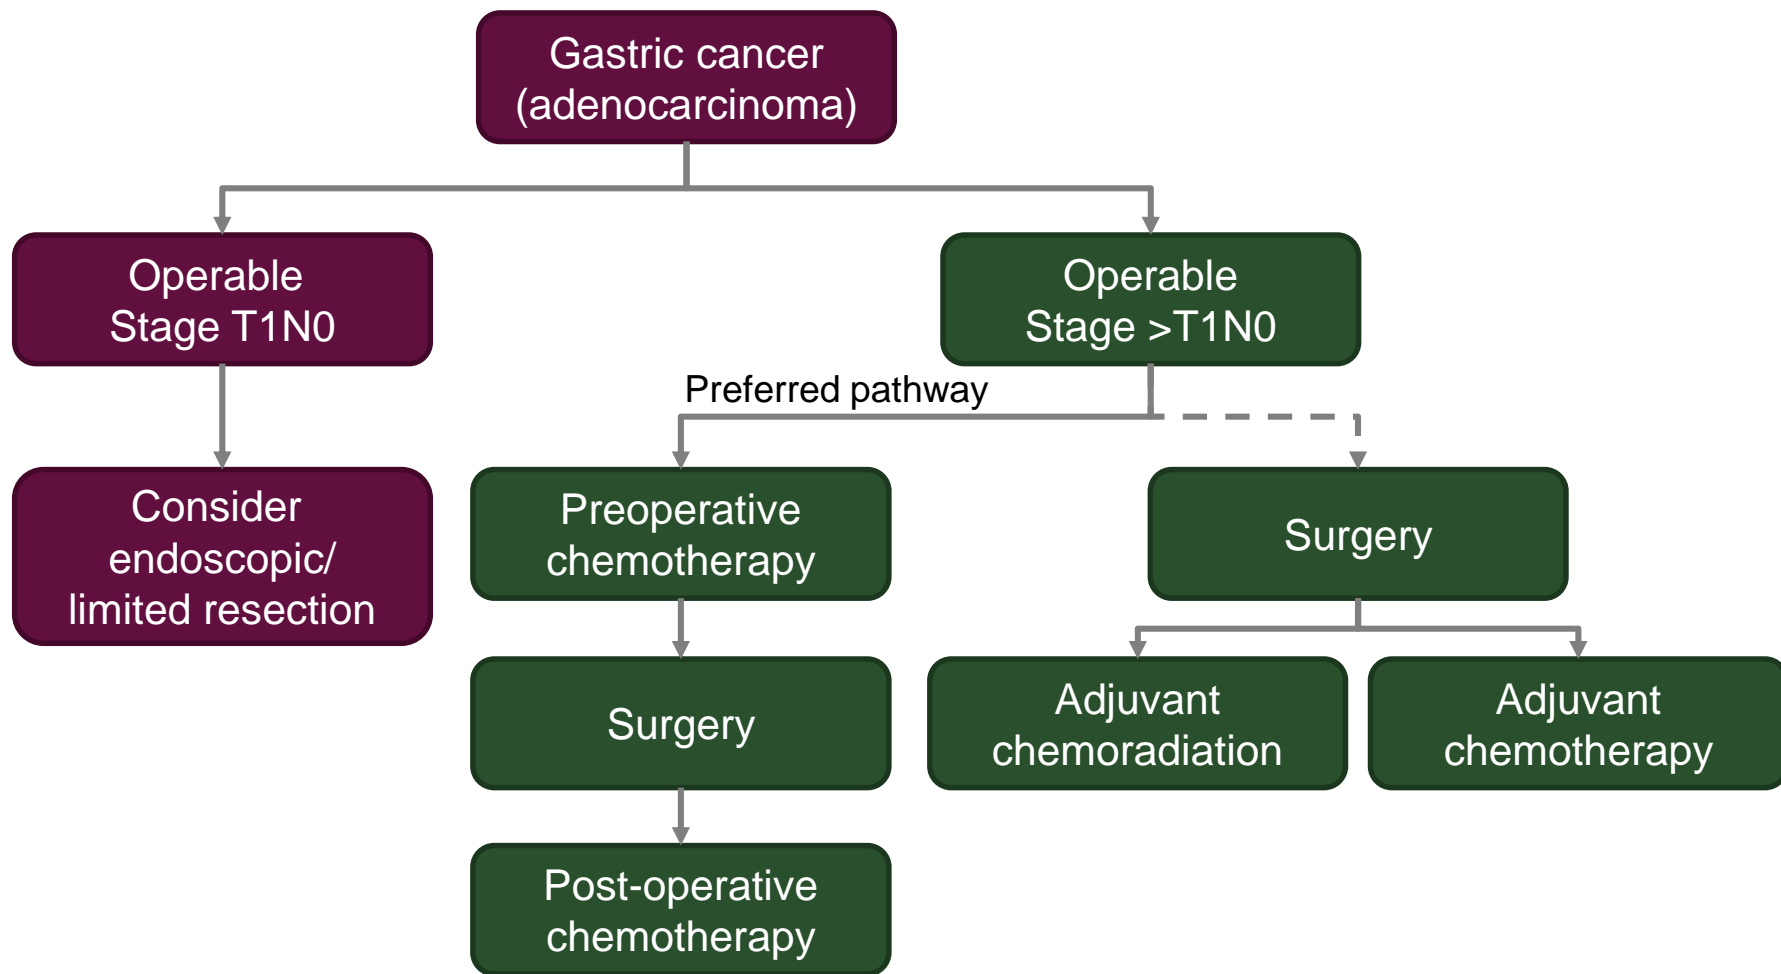 Gastric cancer
(adenocarcinoma)
Operable
Stage T1N0
Operable
Stage >T1N0
Preferred pathway
Consider
endoscopic/
limited resection
Preoperative
chemotherapy
Surgery
Surgery
Adjuvant
chemoradiation
Adjuvant
chemotherapy
Post-operative
chemotherapy